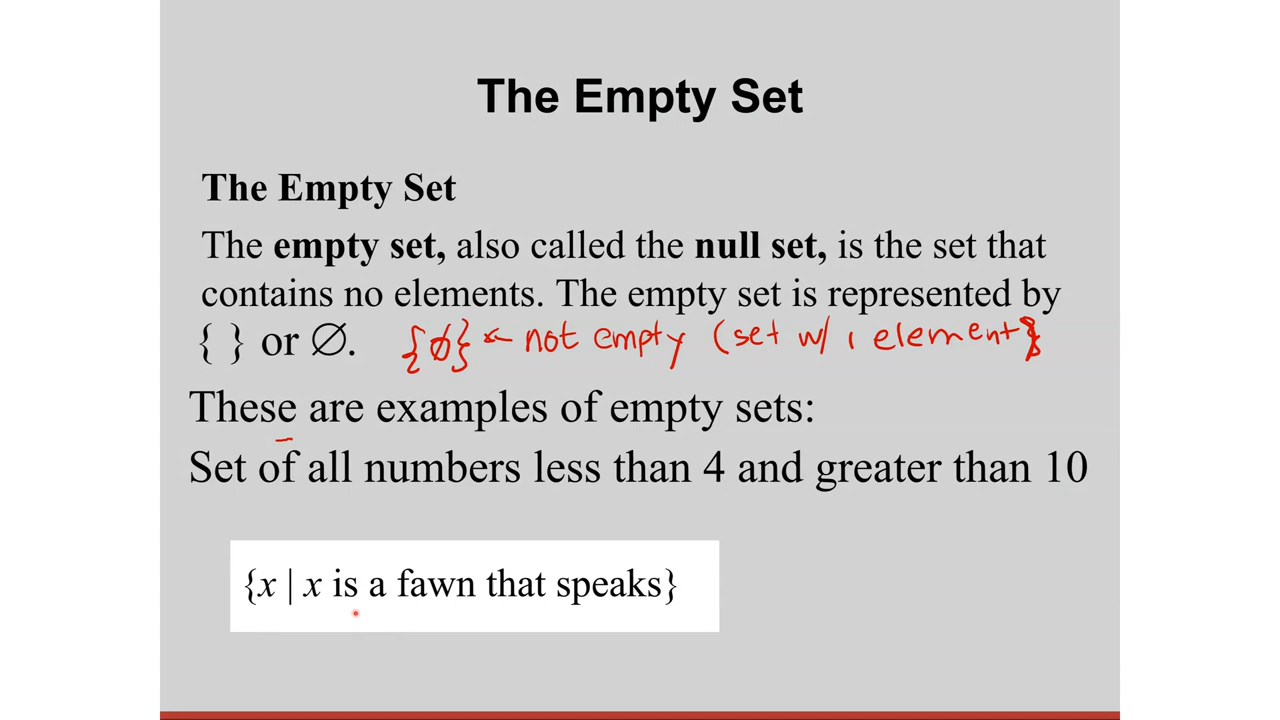 The Empty Set
The Empty Set
The empty set, also called the null set, is the set that
contains no elements. The empty set is represented by
{ } or ∅. {∅} ← not empty (set w/ 1 element)
These are examples of empty sets:
Set of all numbers less than 4 and greater than 10
{x | x is a fawn that speaks}